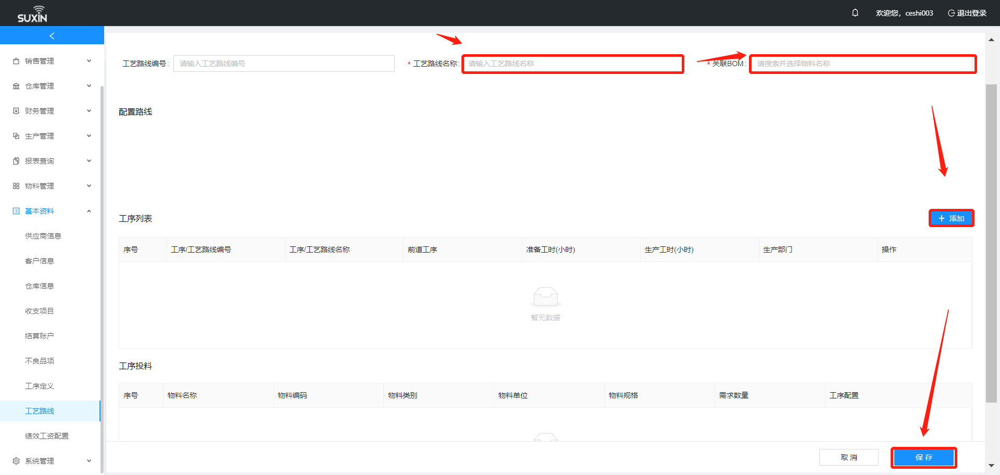 SUXIN
欢迎您，ceshi003 退出登录
销售管理
仓库管理
财务管理
生产管理
报表查询
物料管理
基本资料
供应商信息
客户信息
仓库信息
收支项目
结算账户
不良品项
工序定义
工艺路线
绩效工资配置
系统管理
工艺路线编号: 请输入工艺路线编号 * 工艺路线名称: 请输入工艺路线名称 * 关联BOM: 请搜索并选择物料名称
配置路线
工序列表 + 添加
序号 工序/工艺路线编号 工序/工艺路线名称 前道工序 准备工时(小时) 生产工时(小时) 生产部门 操作
暂无数据
工序投料
序号 物料名称 物料编码 物料类别 物料单位 物料规格 需求数量 工序配置
取 消 保 存